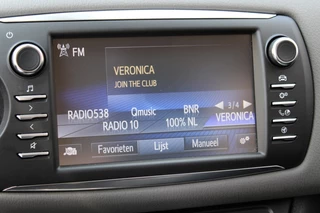 FM
VERONICA
JOIN THE CLUB
3/4
RADIO538 Qmusic BNR
RADIO 10 100% NL VERONICA
Favorieten Lijst Manueel